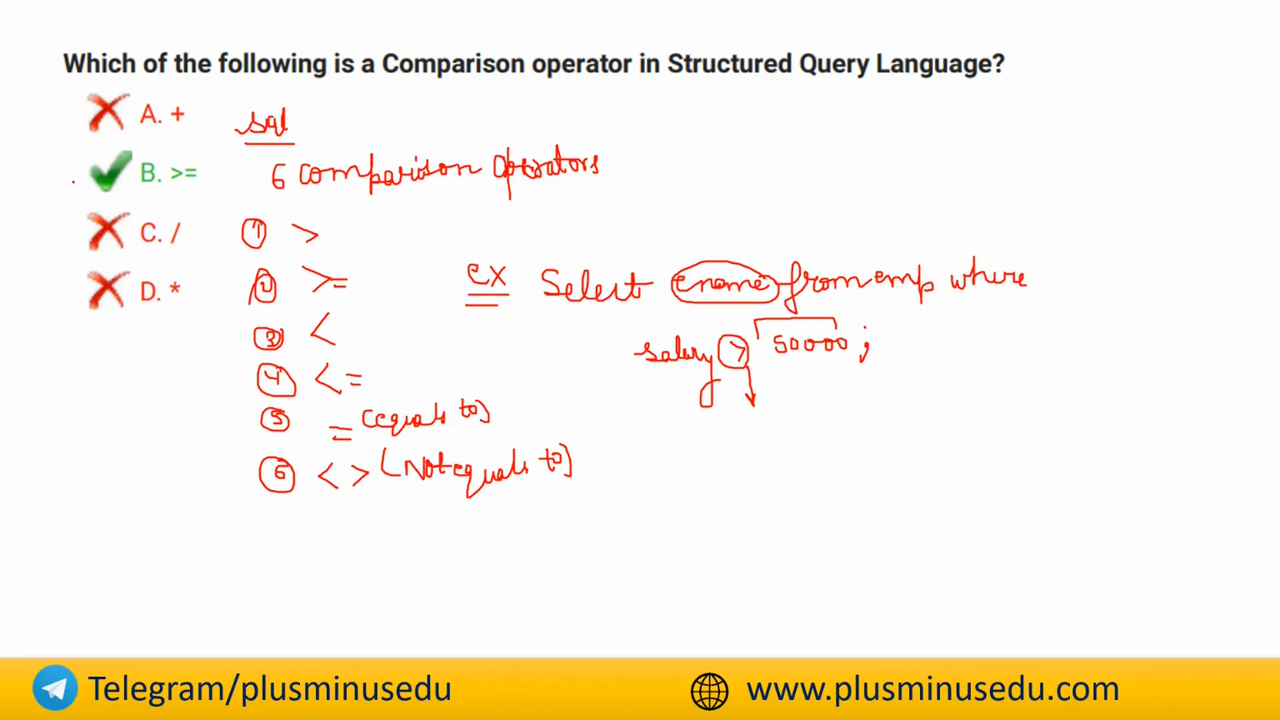 Which of the following is a Comparison operator in Structured Query Language?
A. +
sql
B. >=
6 comparison Operators
C. /
1 >
D. *
2 >=
ex Select ename from emp where
salary > 50000 ;
3 <
4 <=
5 = (equals to)
6 < > (Not equals to)
Telegram/plusminusedu
www.plusminusedu.com